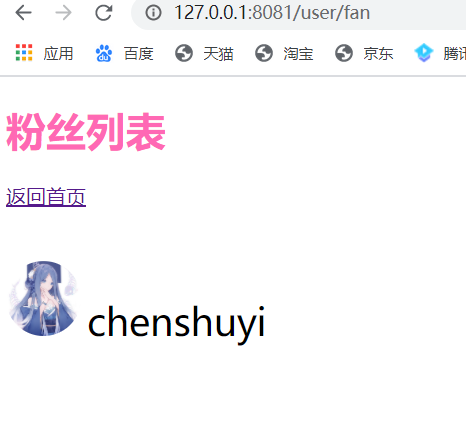 127.0.0.1:8081/user/fan
应用 百度 天猫 淘宝 京东 腾讯
粉丝列表
返回首页
chenshuyi